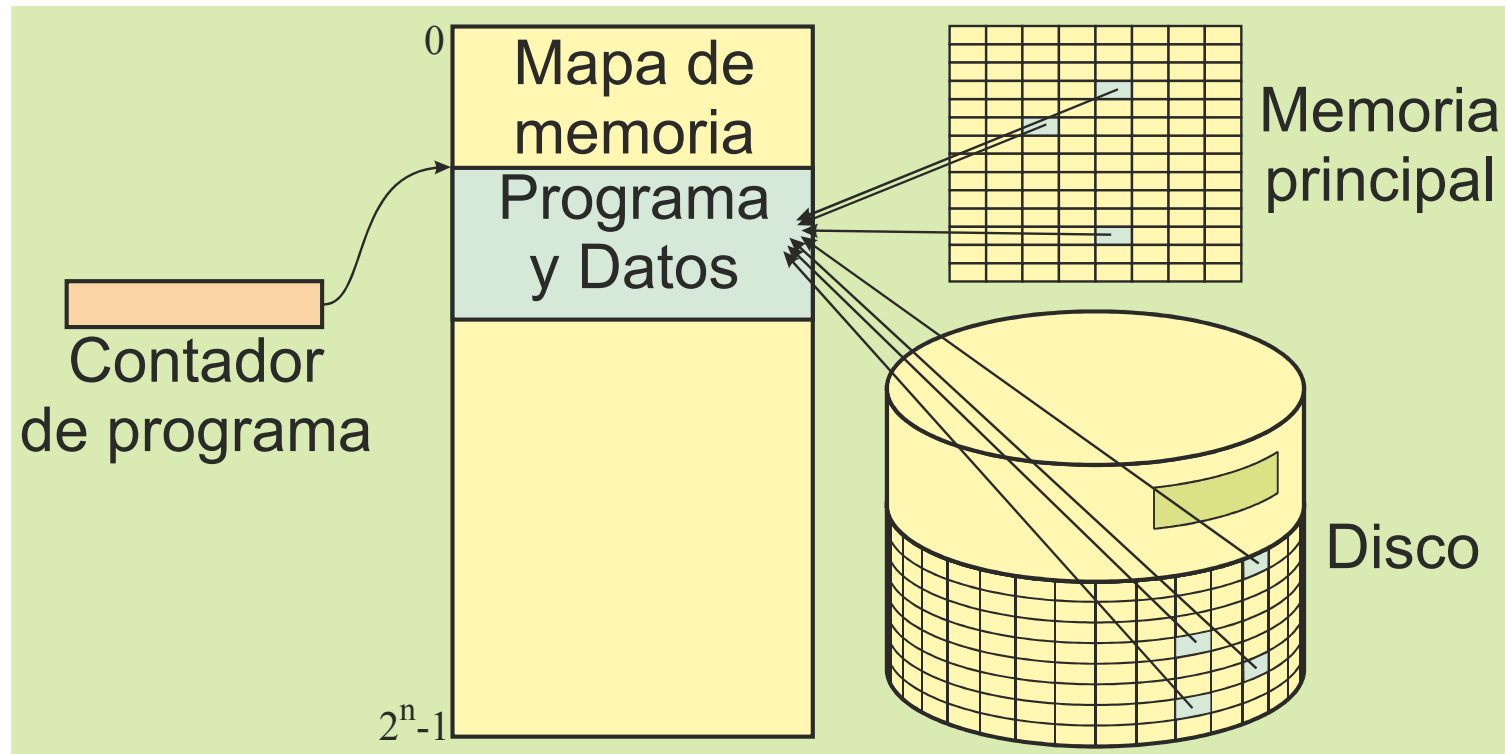 0
Mapa de
memoria
Programa
y Datos
2ⁿ-1
Contador
de programa
Memoria
principal
Disco